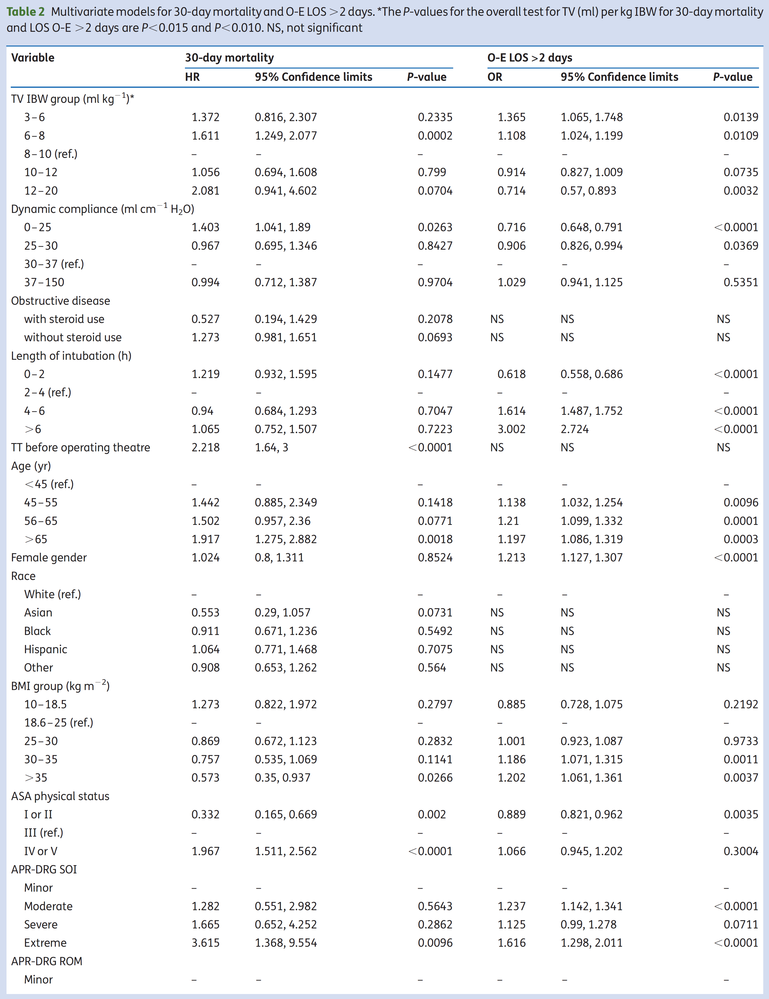 Table 2 Multivariate models for 30-day mortality and O-E LOS >2 days. *The P-values for the overall test for TV (ml) per kg IBW for 30-day mortality
and LOS O-E >2 days are P<0.015 and P<0.010. NS, not significant
Variable 30-day mortality O-E LOS >2 days
HR 95% Confidence limits P-value OR 95% Confidence limits P-value
TV IBW group (ml kg⁻¹)*
3–6 1.372 0.816, 2.307 0.2335 1.365 1.065, 1.748 0.0139
6–8 1.611 1.249, 2.077 0.0002 1.108 1.024, 1.199 0.0109
8–10 (ref.) – – – – – –
10–12 1.056 0.694, 1.608 0.799 0.914 0.827, 1.009 0.0735
12–20 2.081 0.941, 4.602 0.0704 0.714 0.57, 0.893 0.0032
Dynamic compliance (ml cm⁻¹ H₂O)
0–25 1.403 1.041, 1.89 0.0263 0.716 0.648, 0.791 <0.0001
25–30 0.967 0.695, 1.346 0.8427 0.906 0.826, 0.994 0.0369
30–37 (ref.) – – – – – –
37–150 0.994 0.712, 1.387 0.9704 1.029 0.941, 1.125 0.5351
Obstructive disease
with steroid use 0.527 0.194, 1.429 0.2078 NS NS NS
without steroid use 1.273 0.981, 1.651 0.0693 NS NS NS
Length of intubation (h)
0–2 1.219 0.932, 1.595 0.1477 0.618 0.558, 0.686 <0.0001
2–4 (ref.) – – – – – –
4–6 0.94 0.684, 1.293 0.7047 1.614 1.487, 1.752 <0.0001
>6 1.065 0.752, 1.507 0.7223 3.002 2.724 <0.0001
TT before operating theatre 2.218 1.64, 3 <0.0001 NS NS NS
Age (yr)
<45 (ref.) – – – – – –
45–55 1.442 0.885, 2.349 0.1418 1.138 1.032, 1.254 0.0096
56–65 1.502 0.957, 2.36 0.0771 1.21 1.099, 1.332 0.0001
>65 1.917 1.275, 2.882 0.0018 1.197 1.086, 1.319 0.0003
Female gender 1.024 0.8, 1.311 0.8524 1.213 1.127, 1.307 <0.0001
Race
White (ref.) – – – – – –
Asian 0.553 0.29, 1.057 0.0731 NS NS NS
Black 0.911 0.671, 1.236 0.5492 NS NS NS
Hispanic 1.064 0.771, 1.468 0.7075 NS NS NS
Other 0.908 0.653, 1.262 0.564 NS NS NS
BMI group (kg m⁻²)
10–18.5 1.273 0.822, 1.972 0.2797 0.885 0.728, 1.075 0.2192
18.6–25 (ref.) – – – – – –
25–30 0.869 0.672, 1.123 0.2832 1.001 0.923, 1.087 0.9733
30–35 0.757 0.535, 1.069 0.1141 1.186 1.071, 1.315 0.0011
>35 0.573 0.35, 0.937 0.0266 1.202 1.061, 1.361 0.0037
ASA physical status
I or II 0.332 0.165, 0.669 0.002 0.889 0.821, 0.962 0.0035
III (ref.) – – – – – –
IV or V 1.967 1.511, 2.562 <0.0001 1.066 0.945, 1.202 0.3004
APR-DRG SOI
Minor – – – – – –
Moderate 1.282 0.551, 2.982 0.5643 1.237 1.142, 1.341 <0.0001
Severe 1.665 0.652, 4.252 0.2862 1.125 0.99, 1.278 0.0711
Extreme 3.615 1.368, 9.554 0.0096 1.616 1.298, 2.011 <0.0001
APR-DRG ROM
Minor – – – – – –